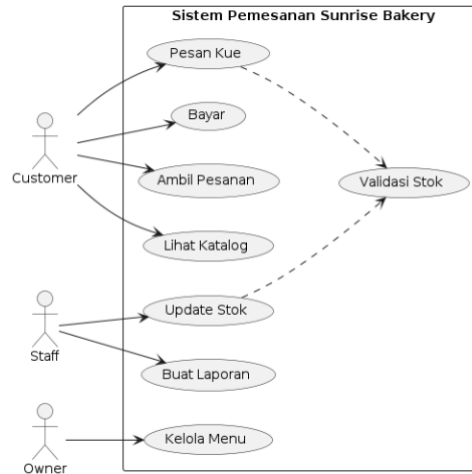 Sistem Pemesanan Sunrise Bakery
Pesan Kue
Bayar
Customer
Ambil Pesanan
Validasi Stok
Lihat Katalog
Update Stok
Staff
Buat Laporan
Kelola Menu
Owner